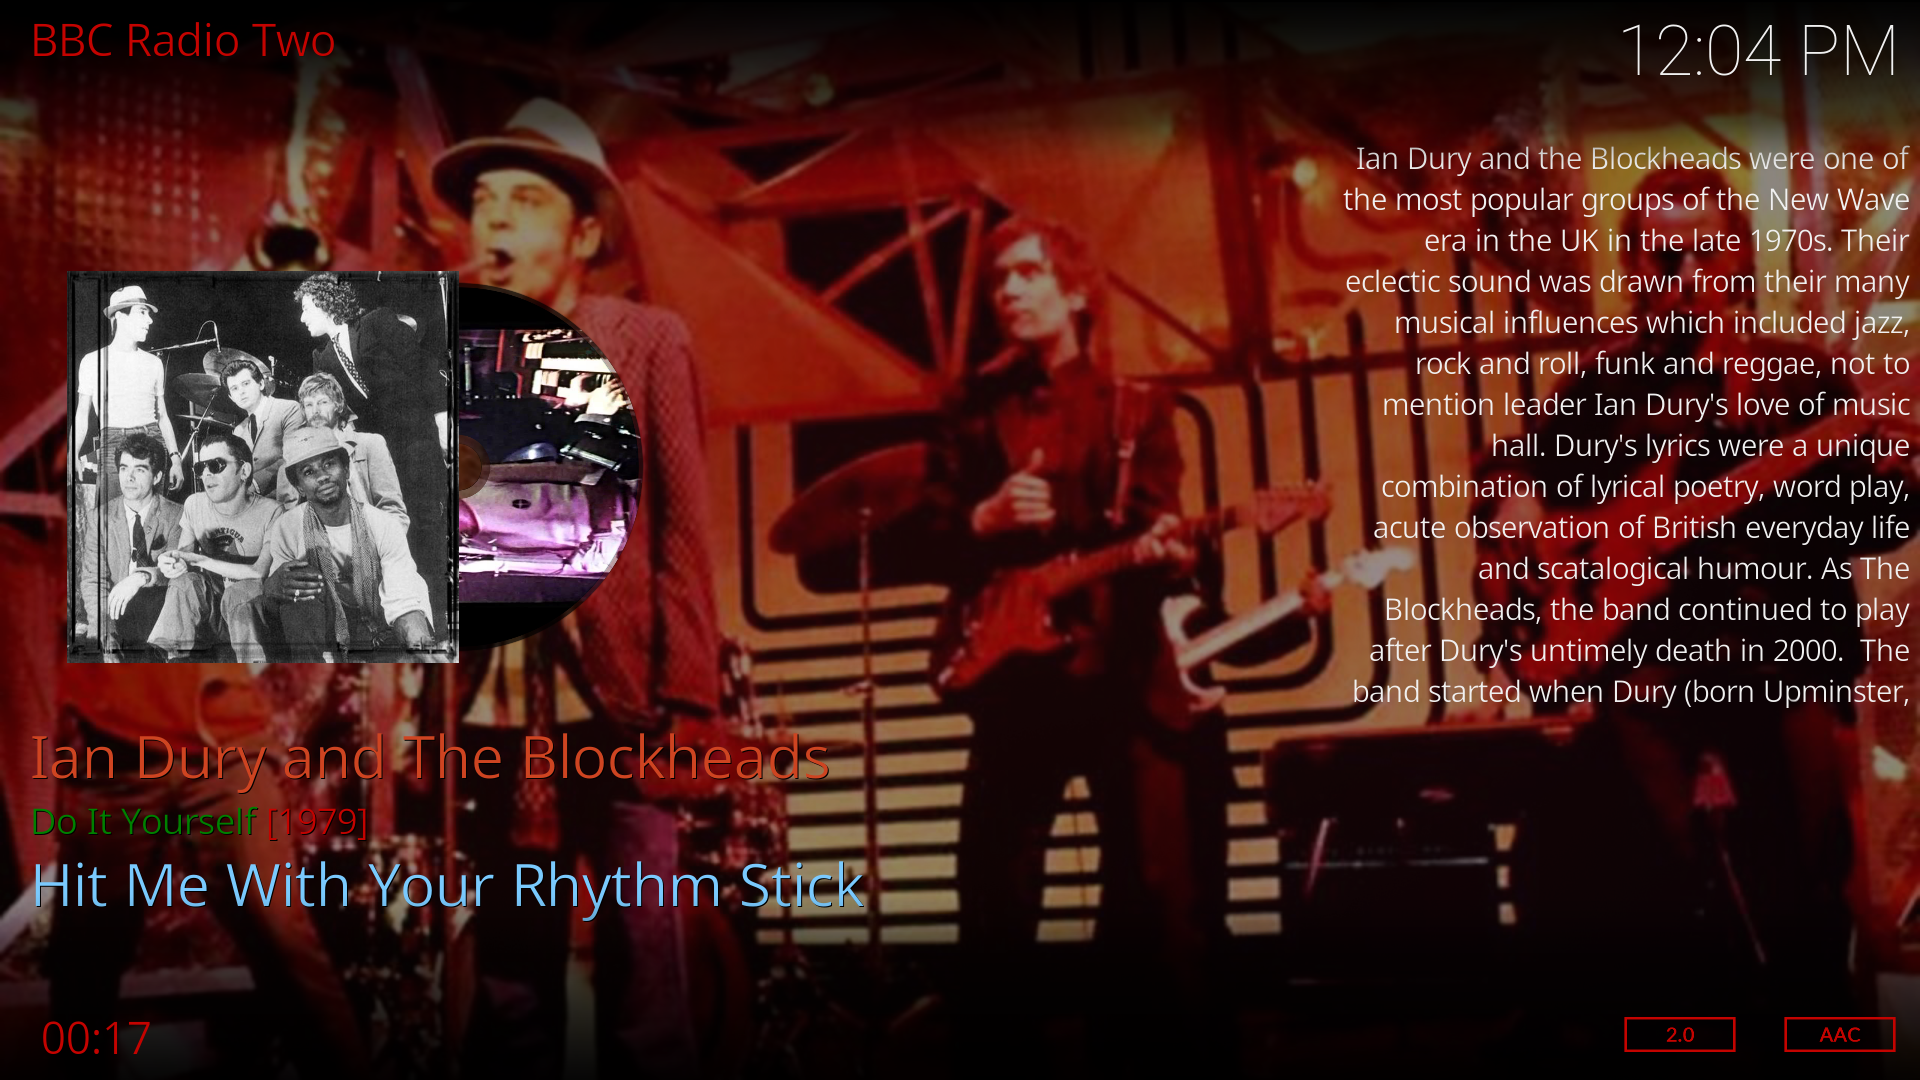 BBC Radio Two
12:04 PM
Ian Dury and the Blockheads were one of
the most popular groups of the New Wave
era in the UK in the late 1970s. Their
eclectic sound was drawn from their many
musical influences which included jazz,
rock and roll, funk and reggae, not to
mention leader Ian Dury's love of music
hall. Dury's lyrics were a unique
combination of lyrical poetry, word play,
acute observation of British everyday life
and scatalogical humour. As The
Blockheads, the band continued to play
after Dury's untimely death in 2000.  The
band started when Dury (born Upminster,
Ian Dury and The Blockheads
Do It Yourself [1979]
Hit Me With Your Rhythm Stick
00:17
2.0
AAC